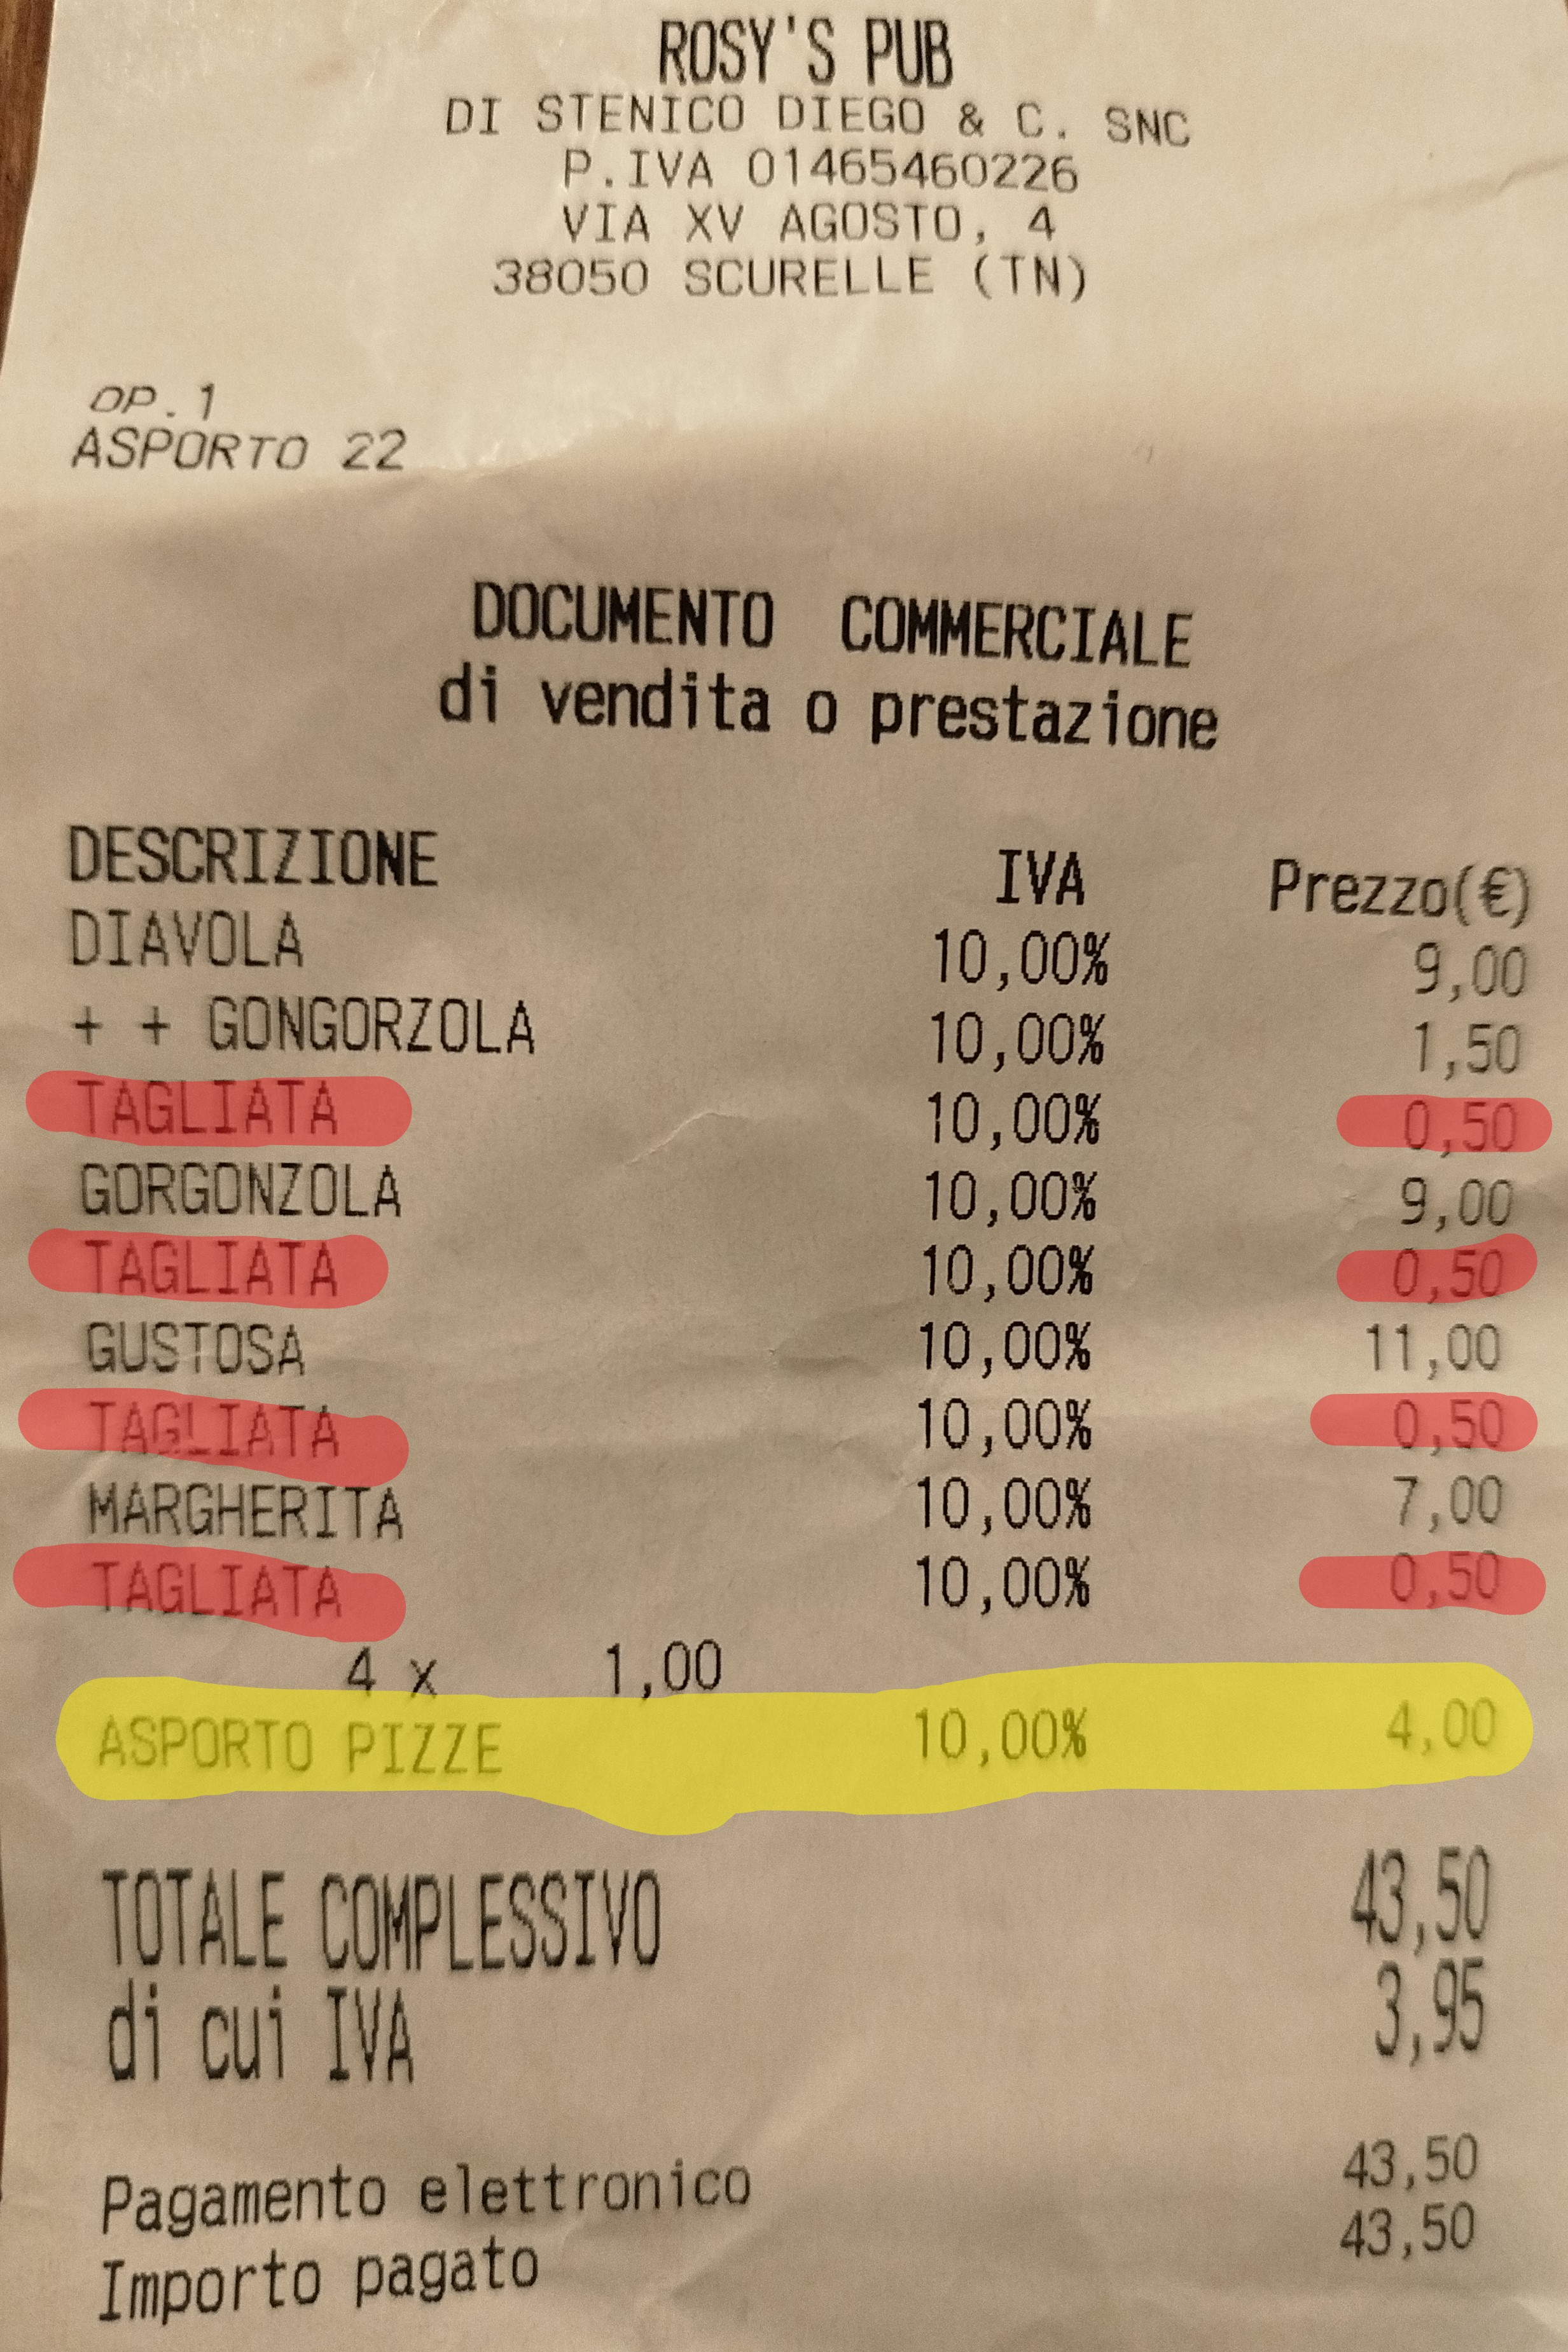 ROSY'S PUB
DI STENICO DIEGO & C. SNC
P.IVA 01465460226
VIA XV AGOSTO, 4
38050 SCURELLE (TN)
OP.1
ASPORTO 22
DOCUMENTO COMMERCIALE
di vendita o prestazione
DESCRIZIONE IVA Prezzo(€)
DIAVOLA 10,00% 9,00
+ + GONGORZOLA 10,00% 1,50
TAGLIATA 10,00% 0,50
GORGONZOLA 10,00% 9,00
TAGLIATA 10,00% 0,50
GUSTOSA 10,00% 11,00
TAGLIATA 10,00% 0,50
MARGHERITA 10,00% 7,00
TAGLIATA 10,00% 0,50
4 x 1,00
ASPORTO PIZZE 10,00% 4,00
TOTALE COMPLESSIVO 43,50
di cui IVA 3,95
Pagamento elettronico 43,50
Importo pagato 43,50